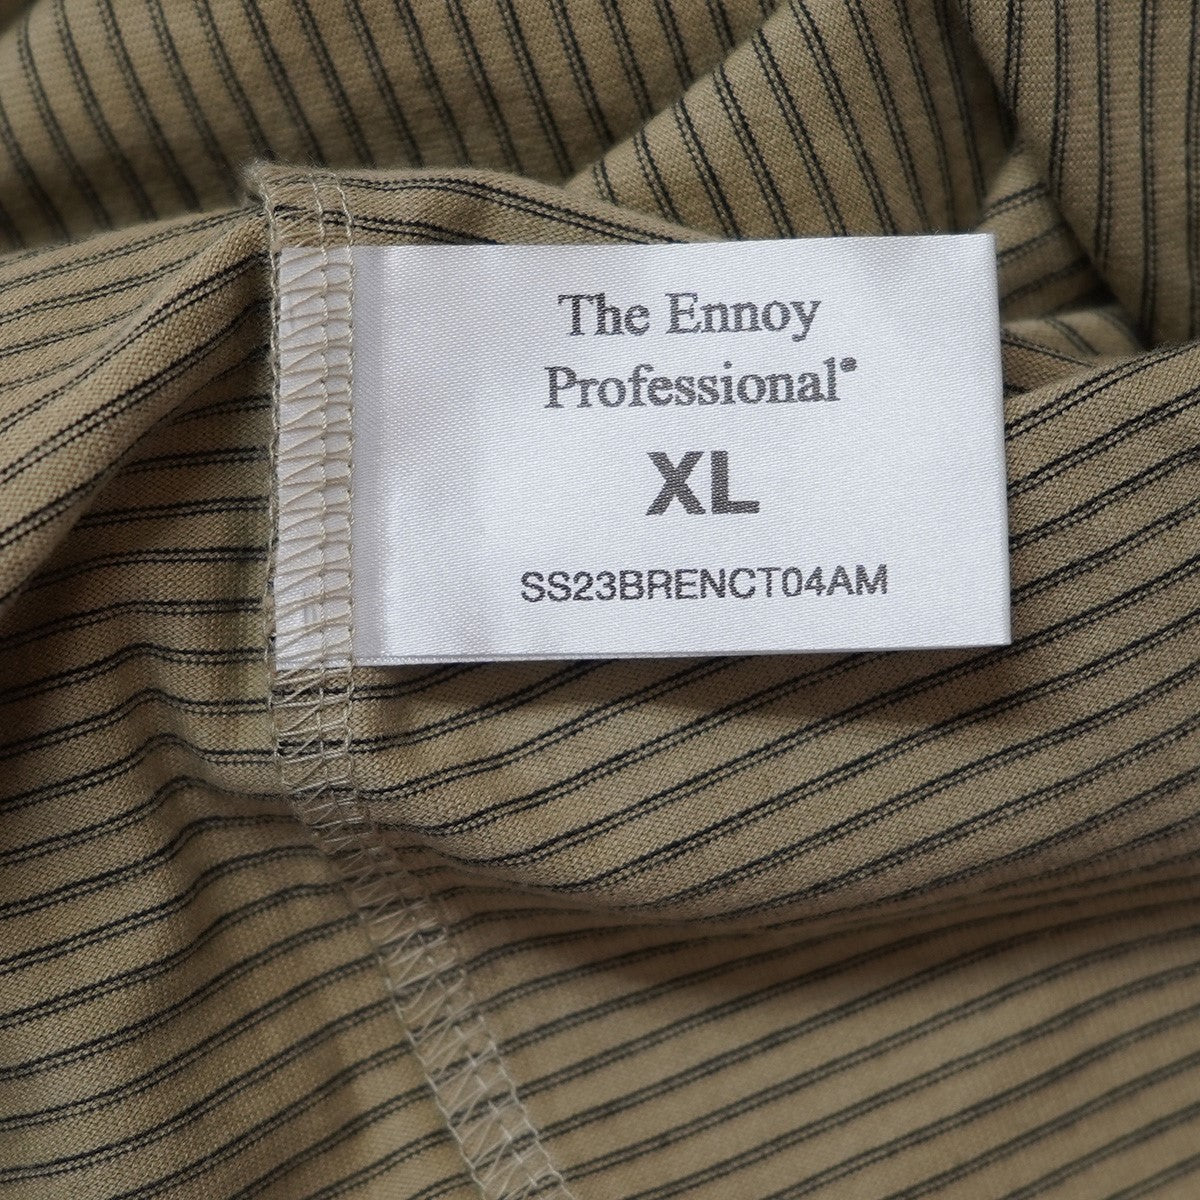 The Ennoy
Professional®
XL
SS23BRENCT04AM